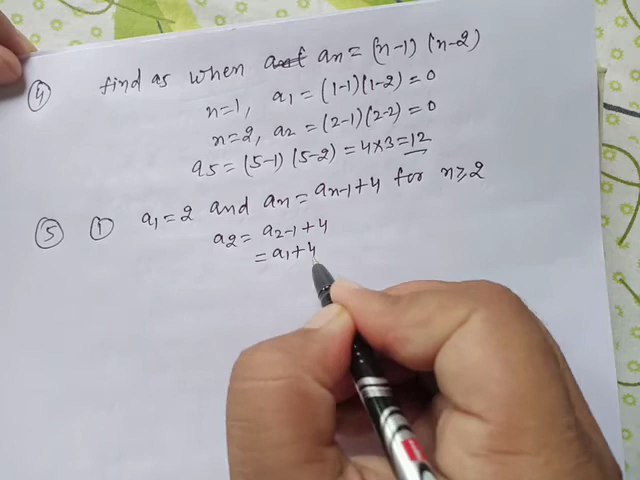 ④ find a5 when an = (n-1) (n-2)
n=1, a1 = (1-1)(1-2) = 0
n=2, a2 = (2-1)(2-2) = 0
a5 = (5-1) (5-2) = 4×3 = 12
⑤ ① a1 = 2 and an = an-1 + 4 for n≥2
a2 = a2-1 + 4
= a1 + 4